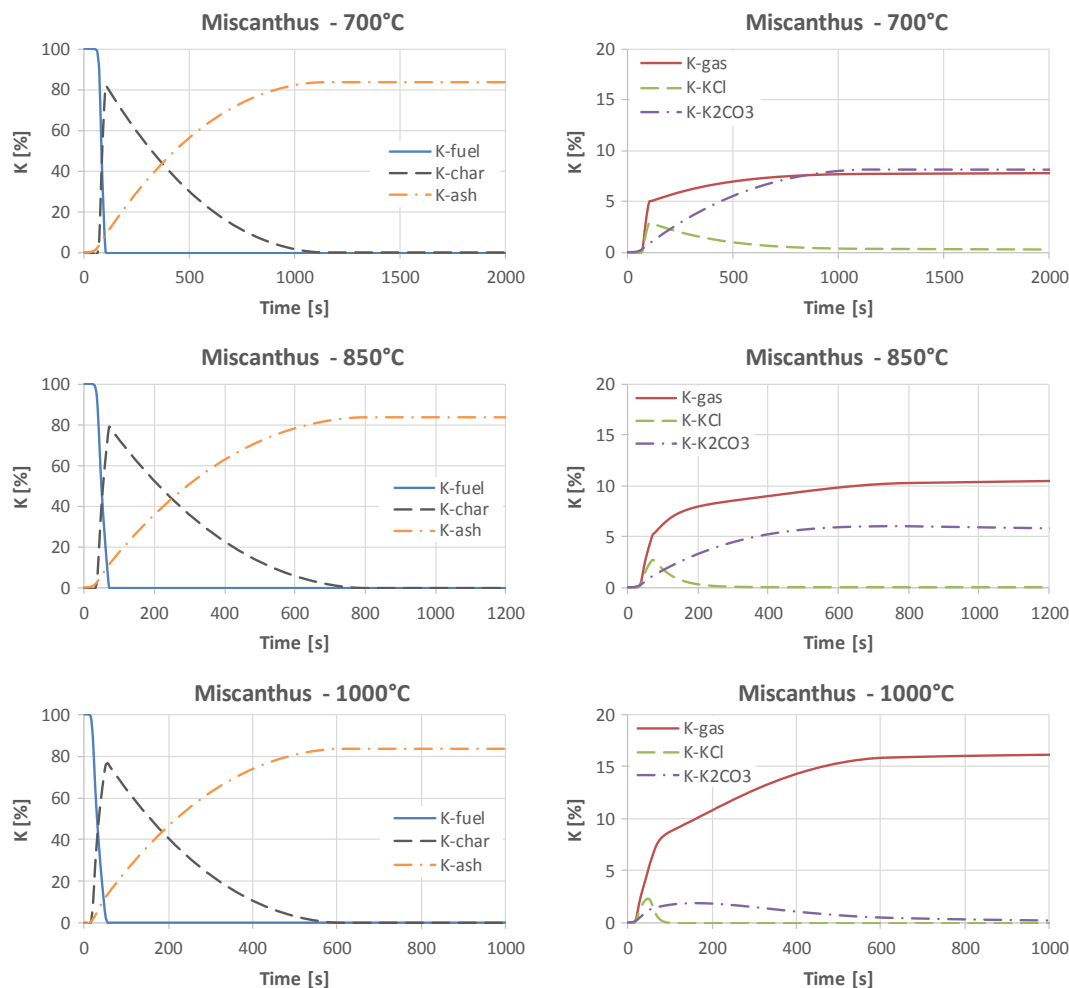 Miscanthus - 700°C
100
80
60
40
20
0
K [%]
K-fuel
K-char
K-ash
0 500 1000 1500 2000
Time [s]
Miscanthus - 700°C
20
15
10
5
0
K [%]
K-gas
K-KCl
K-K2CO3
0 500 1000 1500 2000
Time [s]
Miscanthus - 850°C
100
80
60
40
20
0
K [%]
K-fuel
K-char
K-ash
0 200 400 600 800 1000 1200
Time [s]
Miscanthus - 850°C
20
15
10
5
0
K [%]
K-gas
K-KCl
K-K2CO3
0 200 400 600 800 1000 1200
Time [s]
Miscanthus - 1000°C
100
80
60
40
20
0
K [%]
K-fuel
K-char
K-ash
0 200 400 600 800 1000
Time [s]
Miscanthus - 1000°C
20
15
10
5
0
K [%]
K-gas
K-KCl
K-K2CO3
0 200 400 600 800 1000
Time [s]